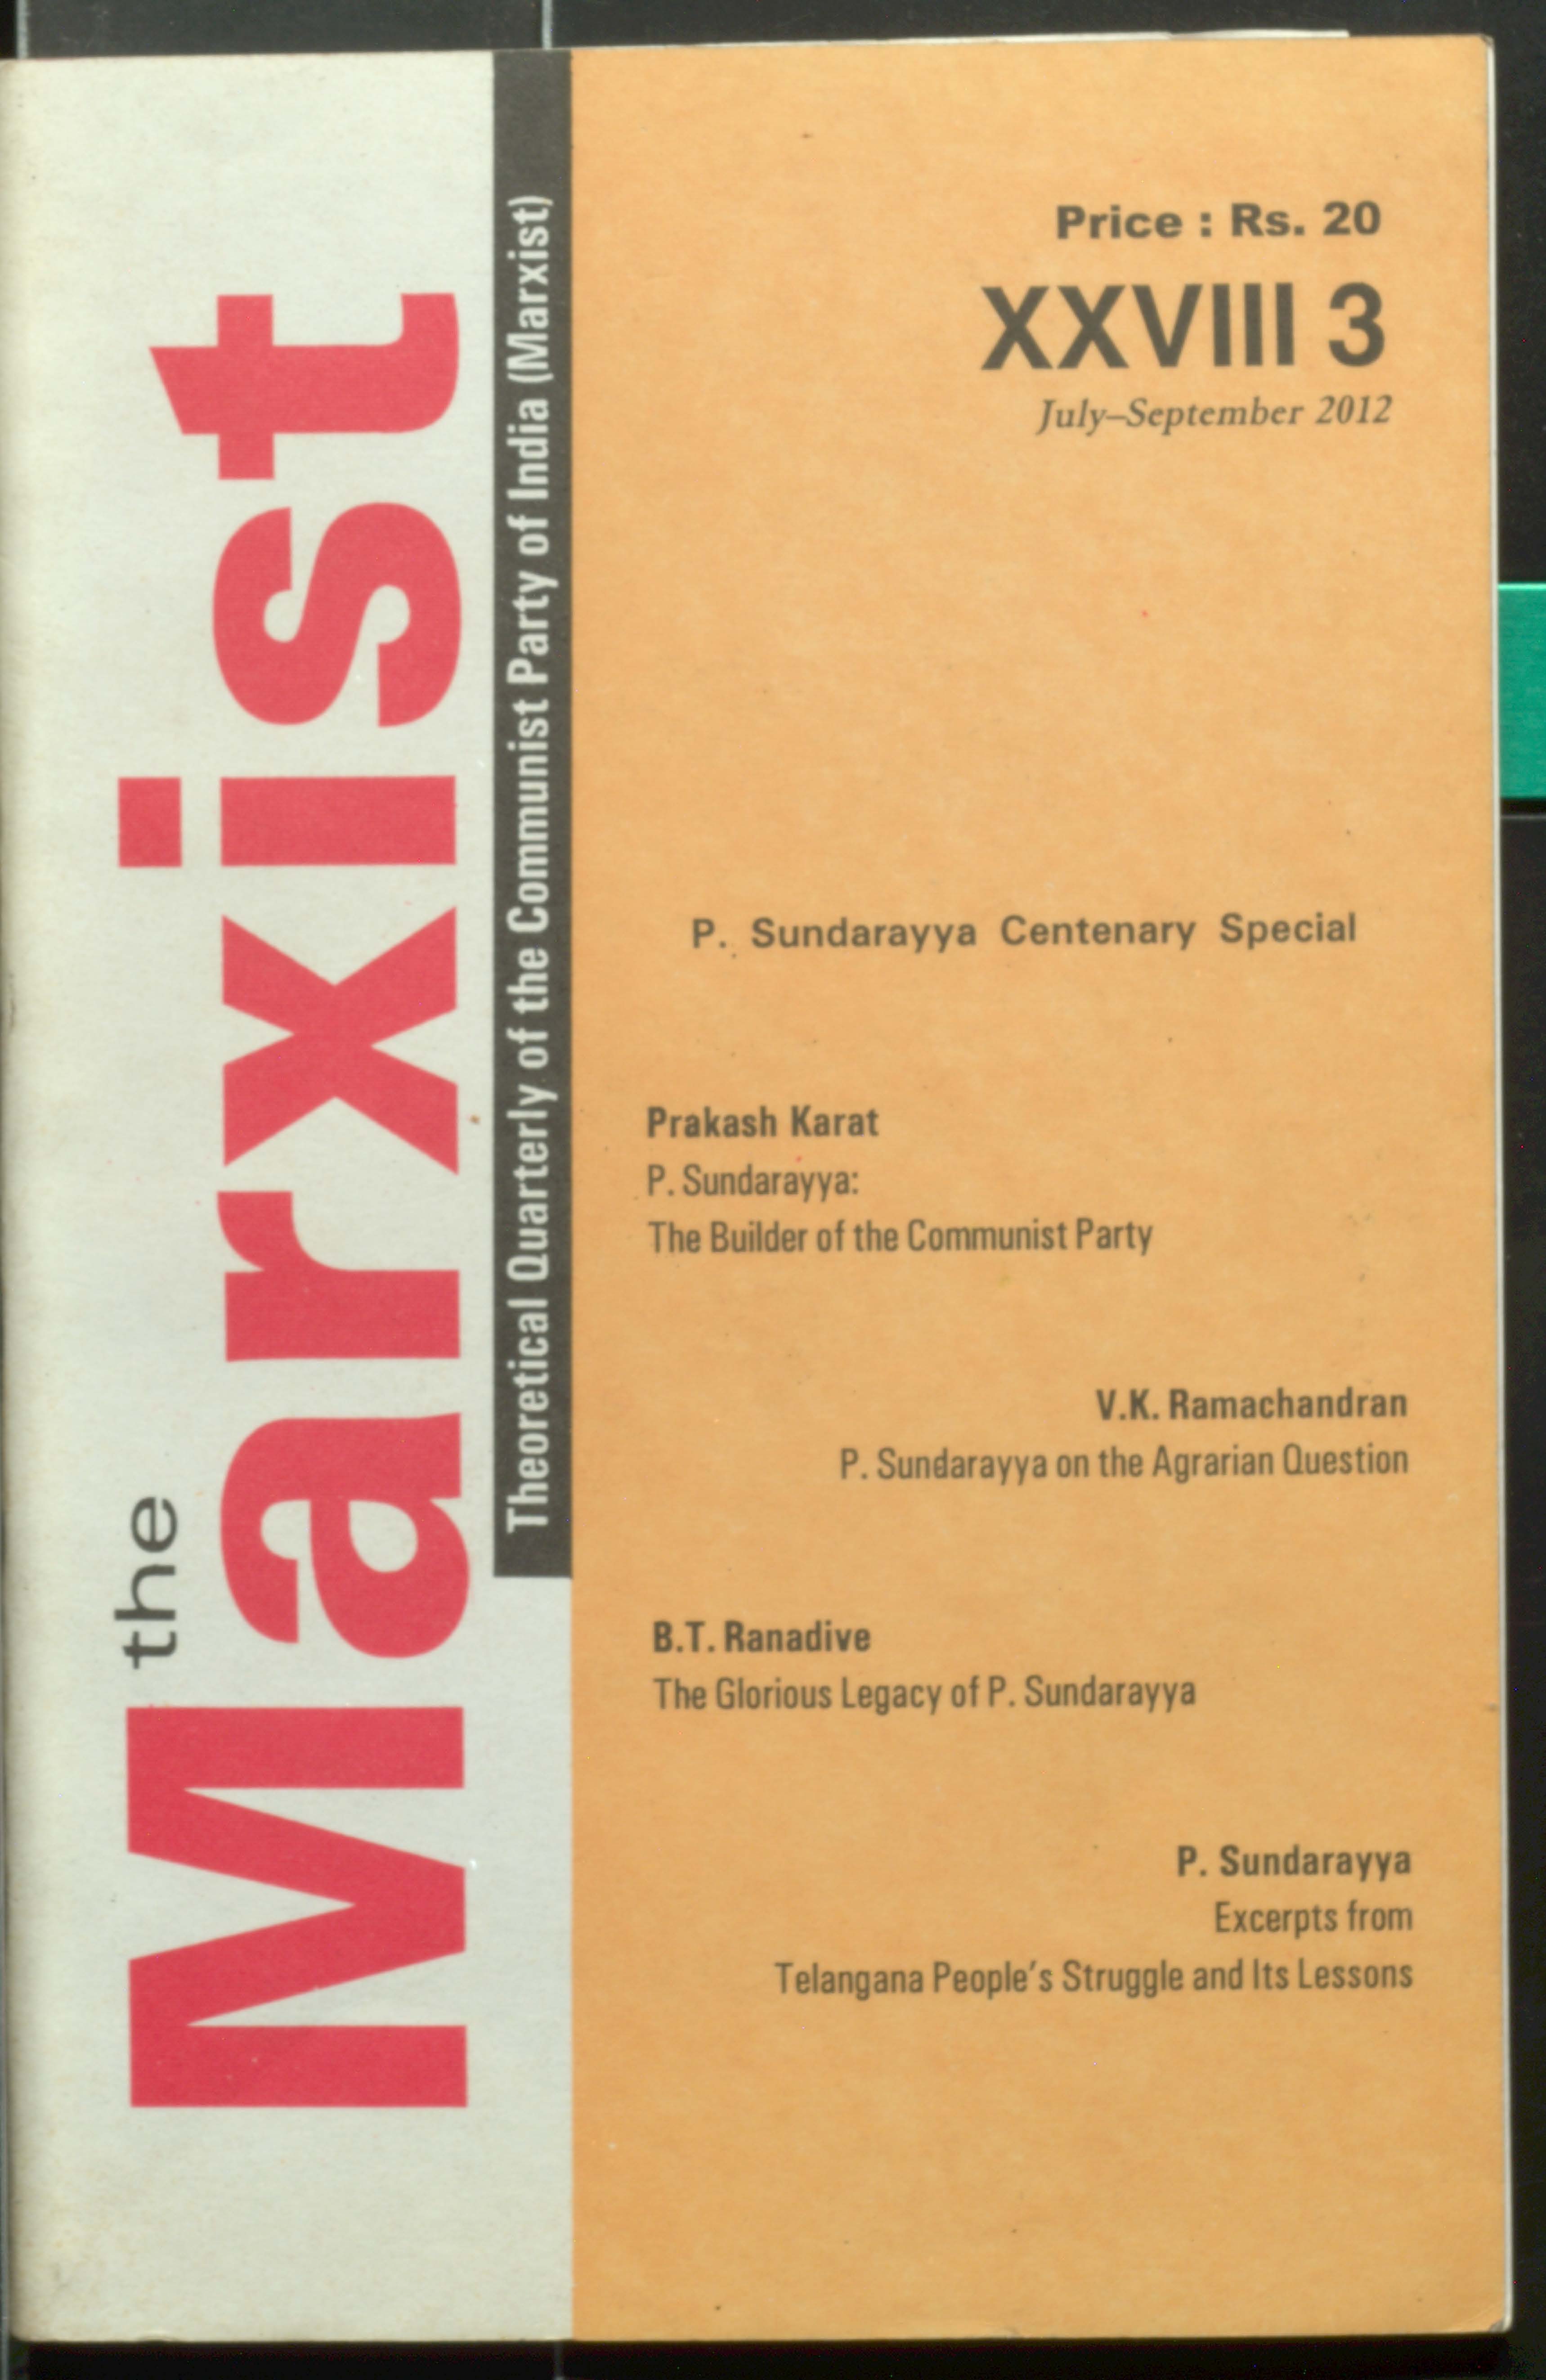 the
Marxist
Theoretical Quarterly of the Communist Party of India (Marxist)
Price : Rs. 20
XXVIII 3
July–September 2012
P. Sundarayya Centenary Special
Prakash Karat
P. Sundarayya:
The Builder of the Communist Party
V.K. Ramachandran
P. Sundarayya on the Agrarian Question
B.T. Ranadive
The Glorious Legacy of P. Sundarayya
P. Sundarayya
Excerpts from
Telangana People's Struggle and Its Lessons